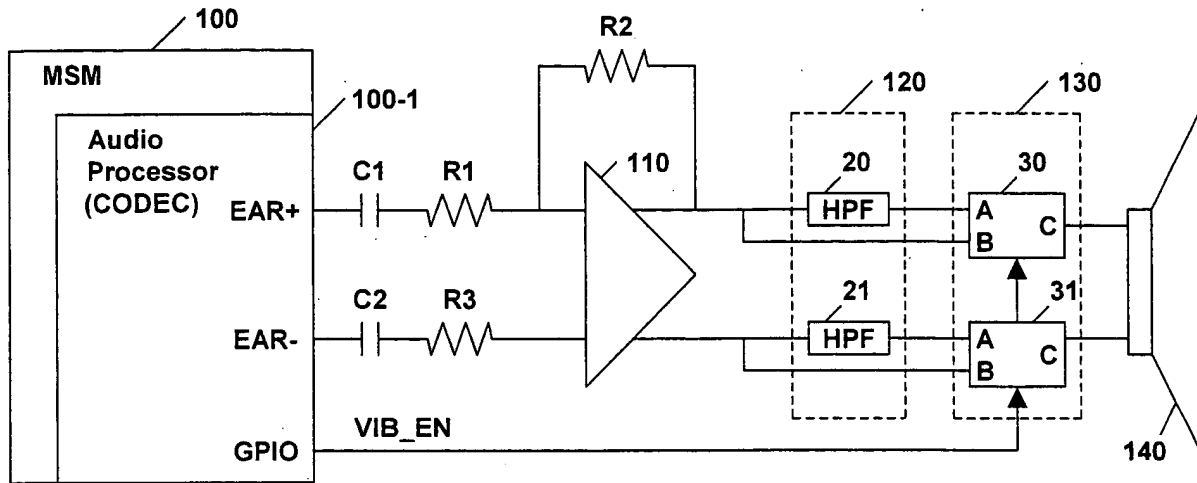 100
R2
MSM
100-1
120
130
Audio
Processor
(CODEC)
C1
R1
110
20
30
EAR+
HPF
A
B
C
C2
R3
21
31
EAR-
HPF
A
B
C
VIB_EN
GPIO
140